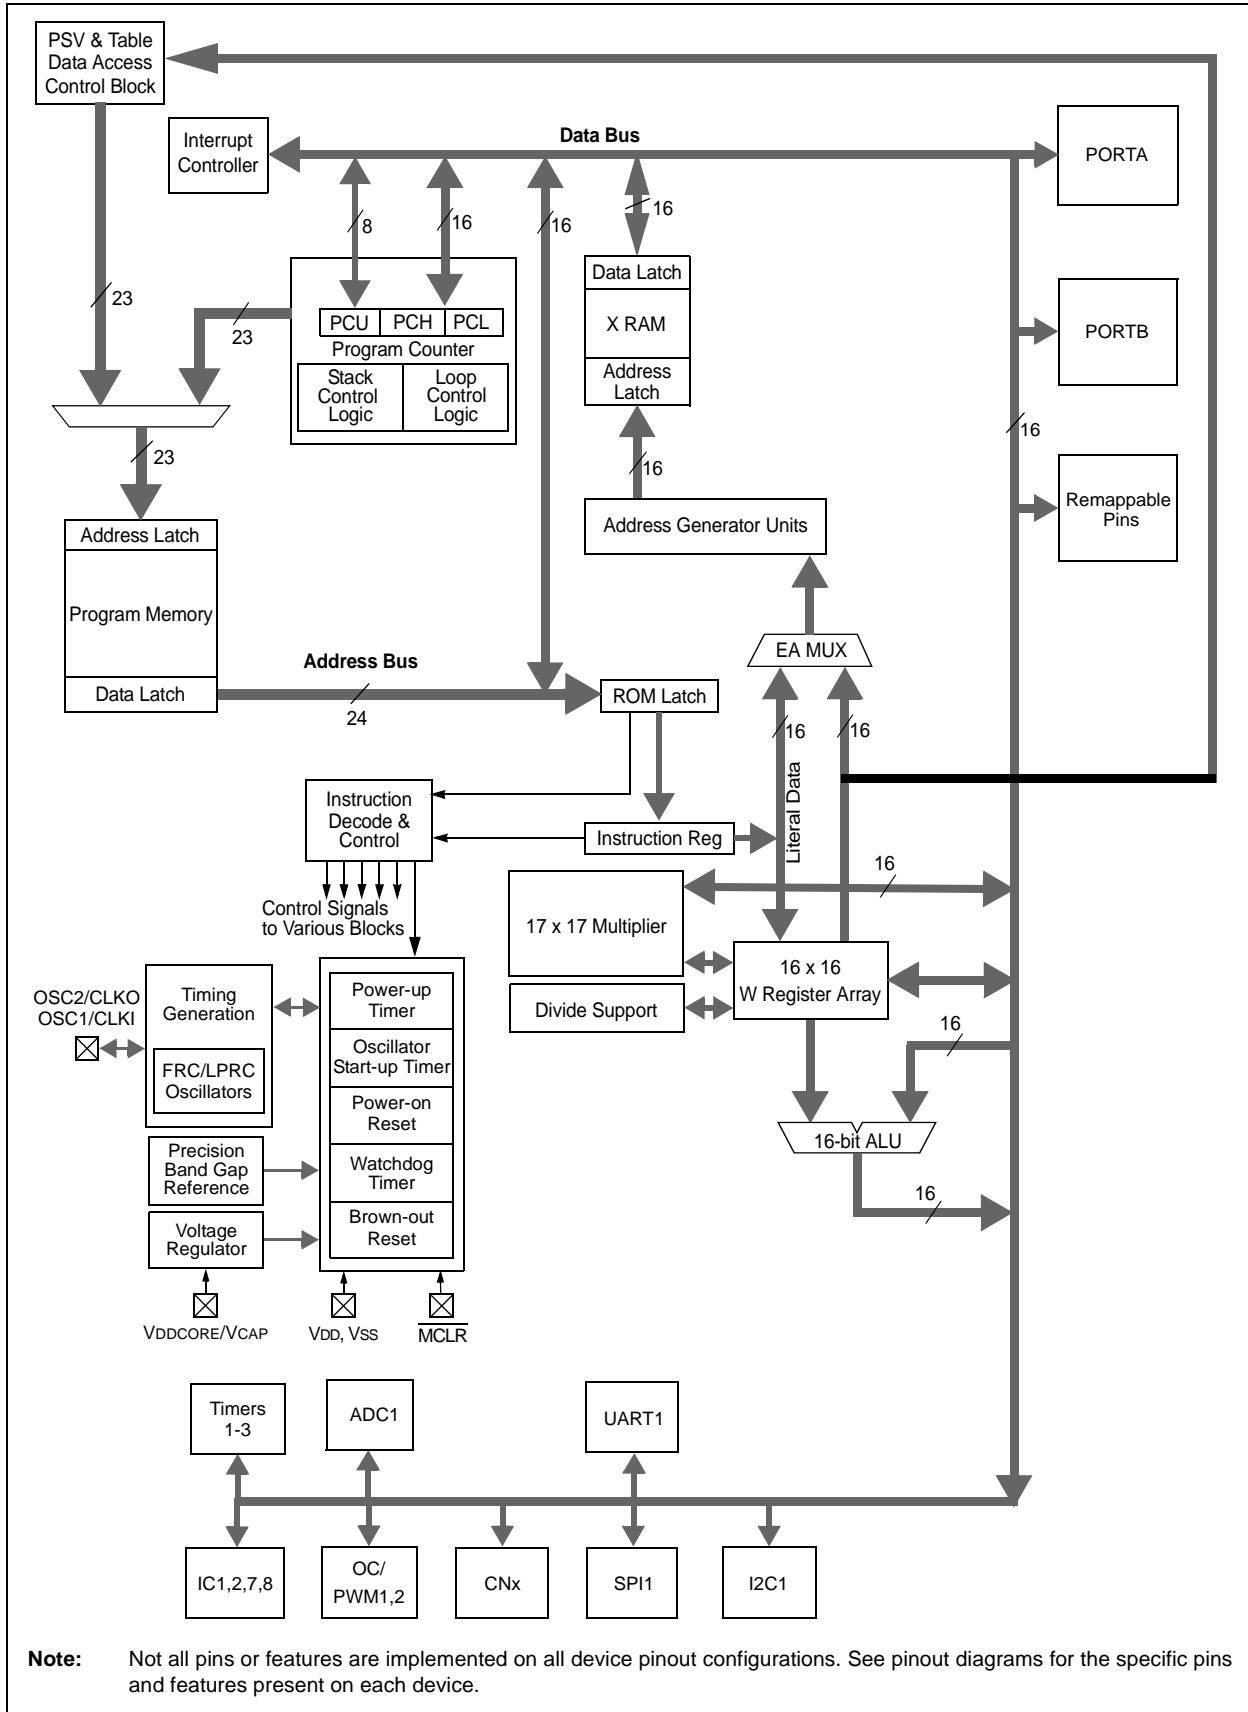 PSV & Table
Data Access
Control Block
Interrupt
Controller
Data Bus
PORTA
8
16
16
16
23
23
PCU
PCH
PCL
Program Counter
Stack
Control
Logic
Loop
Control
Logic
Data Latch
X RAM
Address
Latch
PORTB
16
23
16
Remappable
Pins
Address Generator Units
Address Latch
Program Memory
Data Latch
EA MUX
Address Bus
24
ROM Latch
16
16
Literal Data
Instruction
Decode &
Control
Instruction Reg
Control Signals
to Various Blocks
16
17 x 17 Multiplier
16 x 16
W Register Array
Divide Support
OSC2/CLKO
OSC1/CLKI
Timing
Generation
FRC/LPRC
Oscillators
Power-up
Timer
Oscillator
Start-up Timer
Power-on
Reset
Watchdog
Timer
Brown-out
Reset
16
16-bit ALU
16
Precision
Band Gap
Reference
Voltage
Regulator
VDDCORE/VCAP
VDD, VSS
MCLR
Timers
1-3
ADC1
UART1
IC1,2,7,8
OC/
PWM1,2
CNx
SPI1
I2C1
Note: Not all pins or features are implemented on all device pinout configurations. See pinout diagrams for the specific pins
and features present on each device.